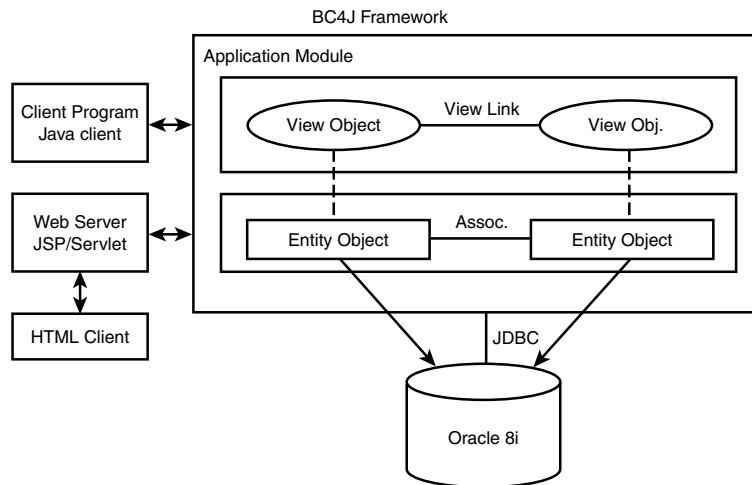 BC4J Framework
Application Module
Client Program
Java client
View Object
View Link
View Obj.
Web Server
JSP/Servlet
Entity Object
Assoc.
Entity Object
HTML Client
JDBC
Oracle 8i